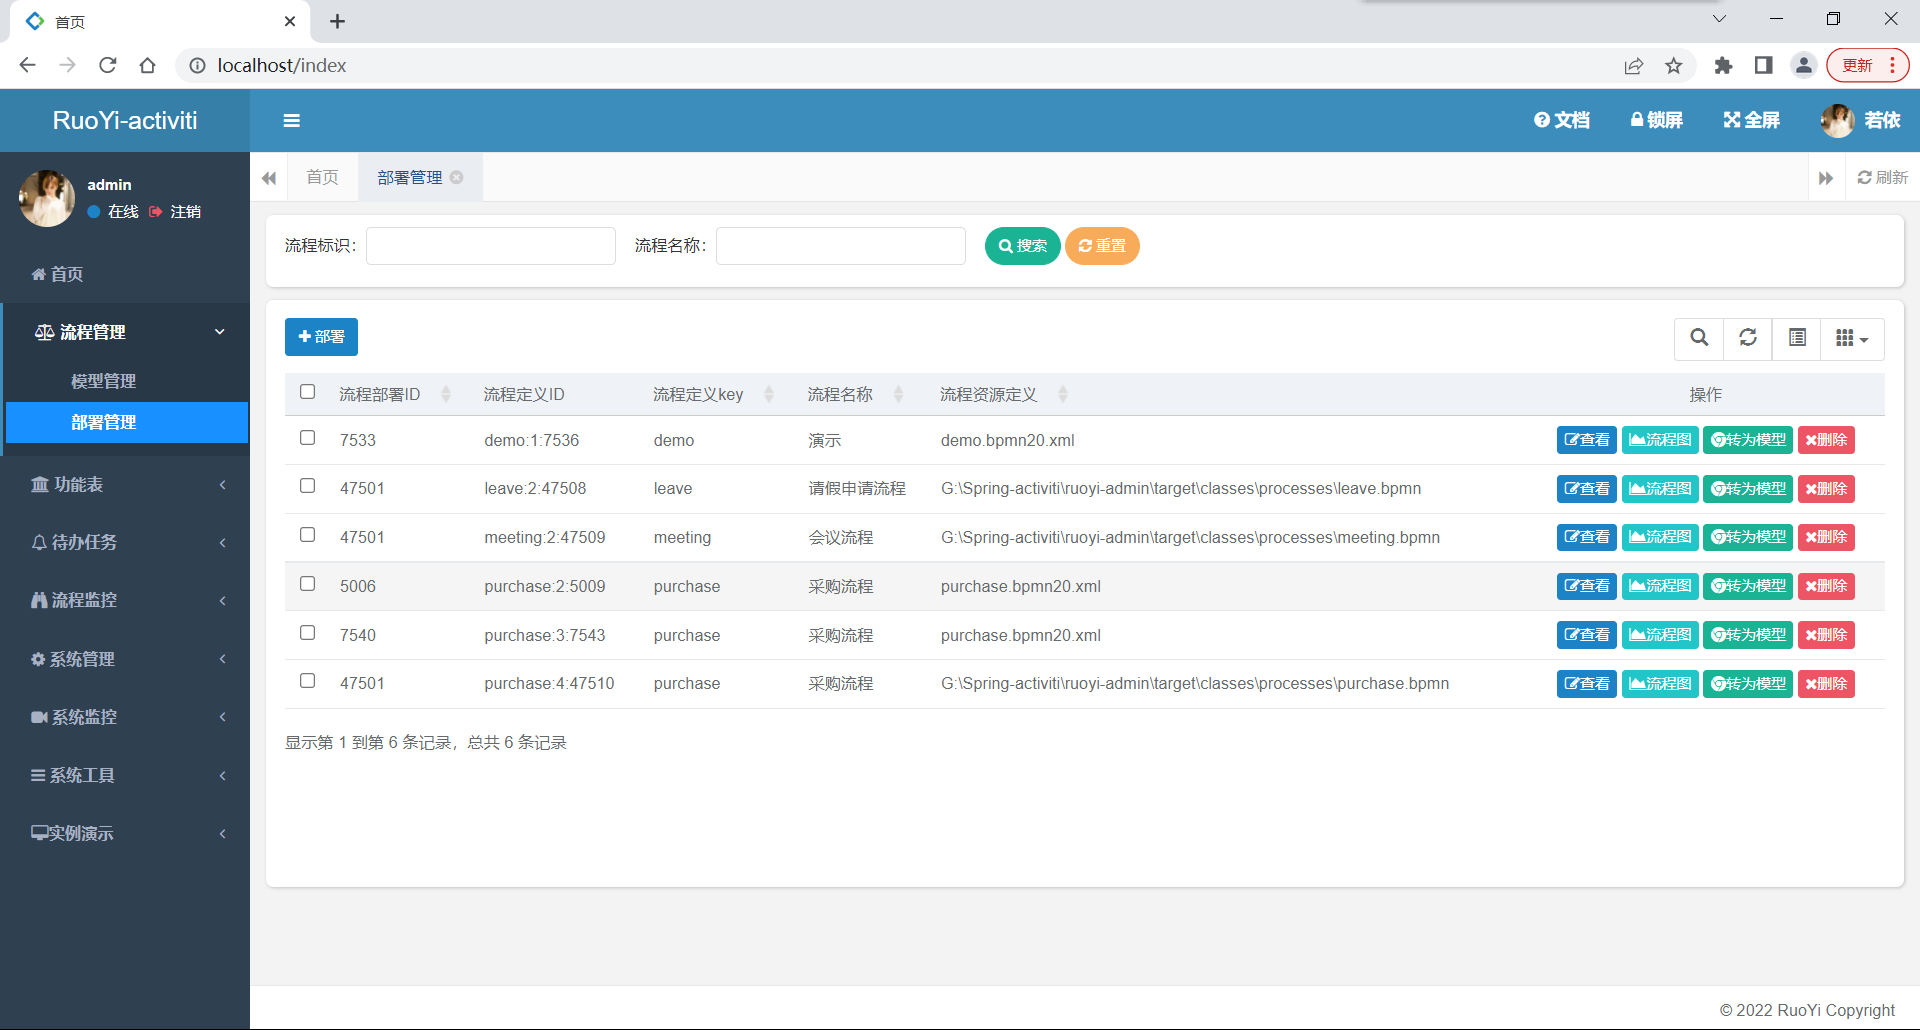 首页
localhost/index
更新
RuoYi-activiti
文档
锁屏
全屏
若依
admin
在线
注销
首页
部署管理
刷新
首页
流程管理
模型管理
部署管理
功能表
待办任务
流程监控
系统管理
系统监控
系统工具
实例演示
流程标识：
流程名称：
搜索
重置
部署
流程部署ID 流程定义ID 流程定义key 流程名称 流程资源定义 操作
7533 demo:1:7536 demo 演示 demo.bpmn20.xml 查看 流程图 转为模型 删除
47501 leave:2:47508 leave 请假申请流程 G:\Spring-activiti\ruoyi-admin\target\classes\processes\leave.bpmn 查看 流程图 转为模型 删除
47501 meeting:2:47509 meeting 会议流程 G:\Spring-activiti\ruoyi-admin\target\classes\processes\meeting.bpmn 查看 流程图 转为模型 删除
5006 purchase:2:5009 purchase 采购流程 purchase.bpmn20.xml 查看 流程图 转为模型 删除
7540 purchase:3:7543 purchase 采购流程 purchase.bpmn20.xml 查看 流程图 转为模型 删除
47501 purchase:4:47510 purchase 采购流程 G:\Spring-activiti\ruoyi-admin\target\classes\processes\purchase.bpmn 查看 流程图 转为模型 删除
显示第 1 到第 6 条记录，总共 6 条记录
© 2022 RuoYi Copyright